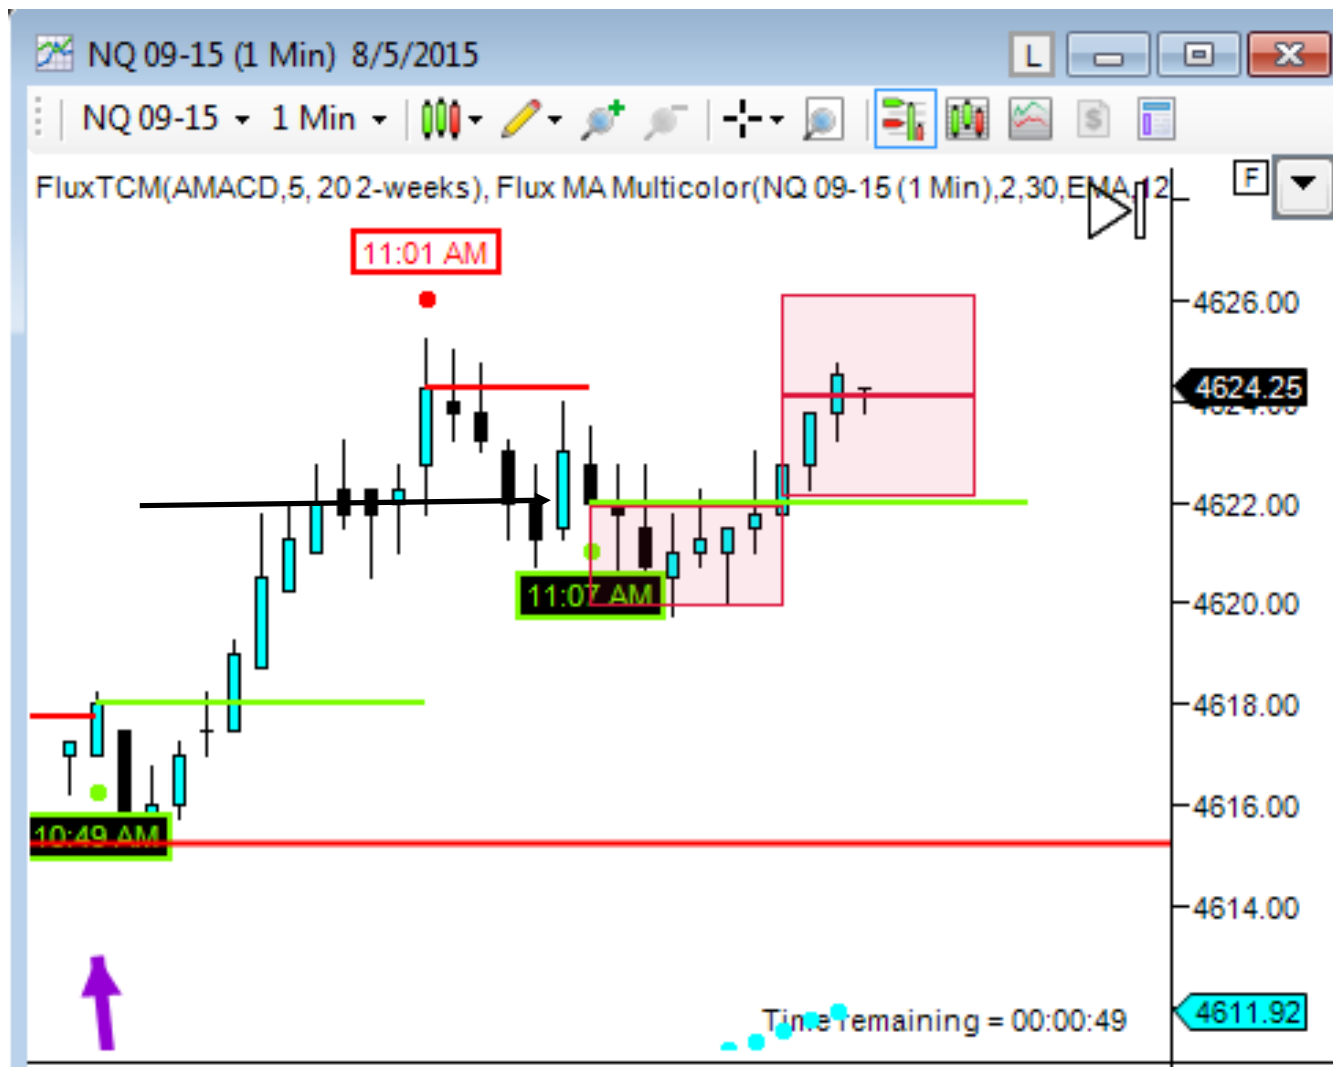 NQ 09-15 (1 Min)  8/5/2015
L
NQ 09-15 1 Min
$
FluxTCM(AMACD,5, 20 2-weeks), Flux MA Multicolor(NQ 09-15 (1 Min),2,30,EMA,12
F
11:01 AM
4626.00
4624.25
4624.00
4622.00
11:07 AM
4620.00
4618.00
4616.00
10:49 AM
4614.00
Time remaining = 00:00:49
4611.92